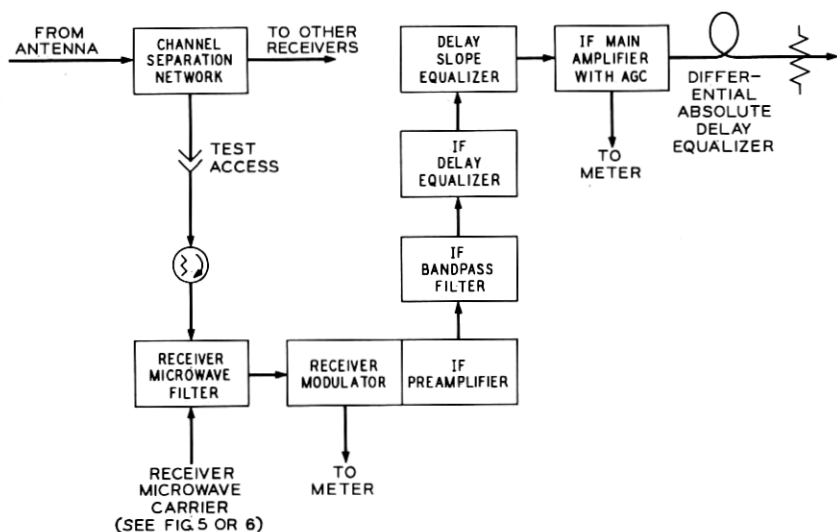 FROM
ANTENNA
CHANNEL
SEPARATION
NETWORK
TO OTHER
RECEIVERS
TEST
ACCESS
RECEIVER
MICROWAVE
FILTER
RECEIVER
MICROWAVE
CARRIER
(SEE FIG.5 OR 6)
RECEIVER
MODULATOR
TO
METER
IF
PREAMPLIFIER
IF
BANDPASS
FILTER
IF
DELAY
EQUALIZER
DELAY
SLOPE
EQUALIZER
IF MAIN
AMPLIFIER
WITH AGC
TO
METER
DIFFER-
ENTIAL
ABSOLUTE
DELAY
EQUALIZER